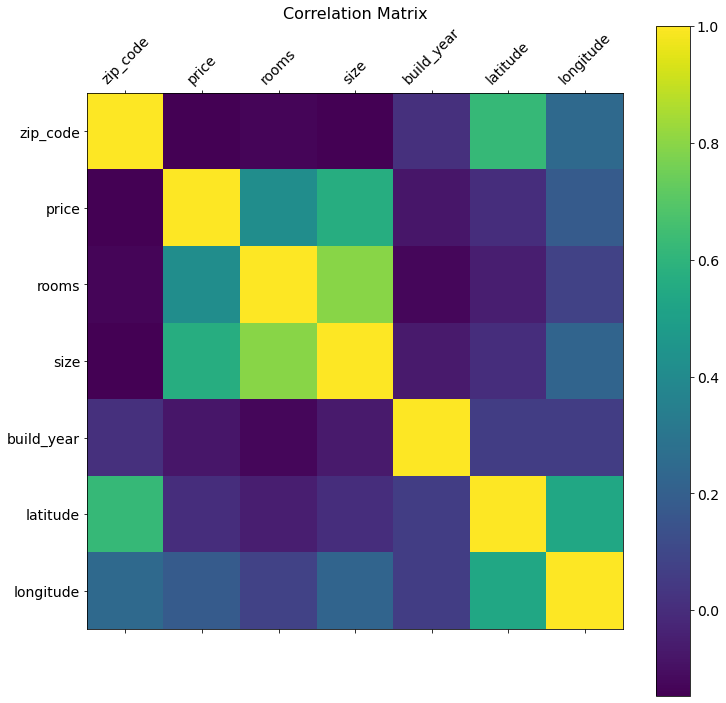 Correlation Matrix
zip_code
price
rooms
size
build_year
latitude
longitude
zip_code
price
rooms
size
build_year
latitude
longitude
1.0
0.8
0.6
0.4
0.2
0.0